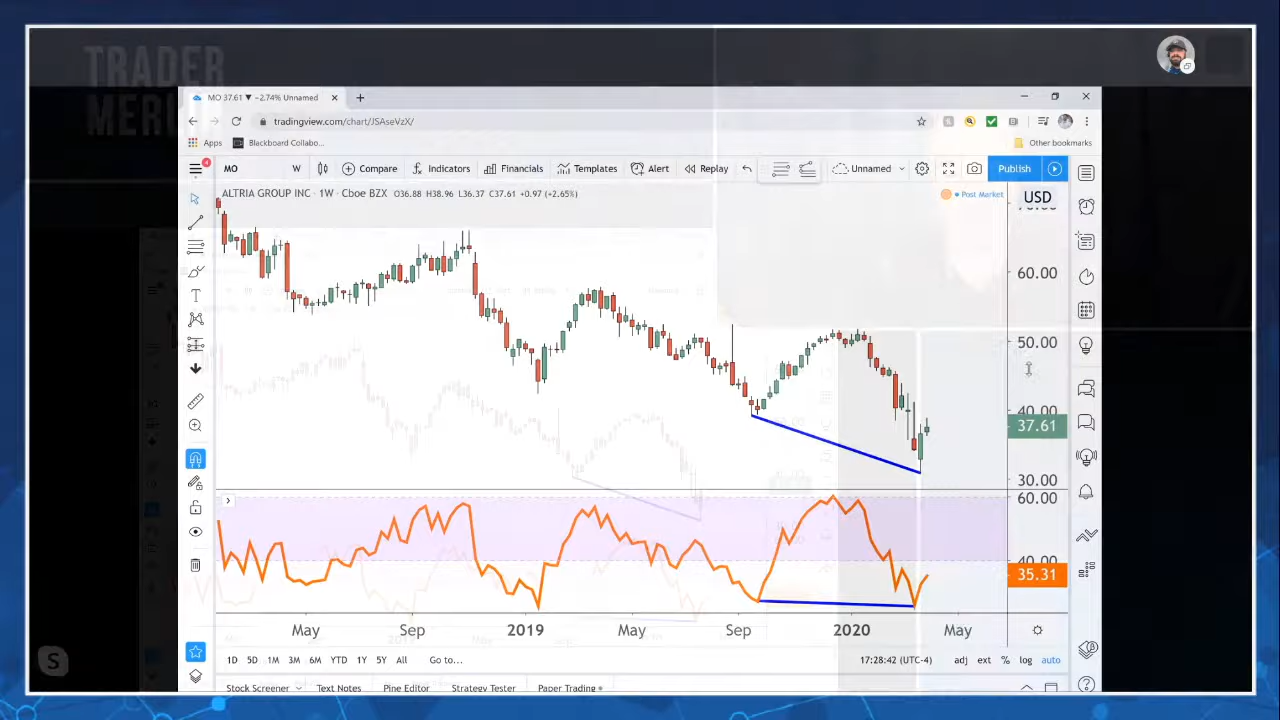 TRADER
MO 37.61 ▼ −2.74% Unnamed
tradingview.com/chart/JSAseVzX/
Apps Blackboard Collabo... Other bookmarks
4
MO W Compare Indicators Financials Templates Alert Replay Unnamed Publish
ALTRIA GROUP INC · 1W · Cboe BZX O36.88 H38.96 L36.37 C37.61 +0.97 (+2.65%)
Post Market
USD
60.00
50.00
40.00
37.61
30.00
60.00
40.00
35.31
May Sep 2019 May Sep 2020 May
1D 5D 1M 3M 6M YTD 1Y 5Y All Go to... 17:28:42 (UTC-4) adj ext % log auto
Stock Screener Text Notes Pine Editor Strategy Tester Paper Trading